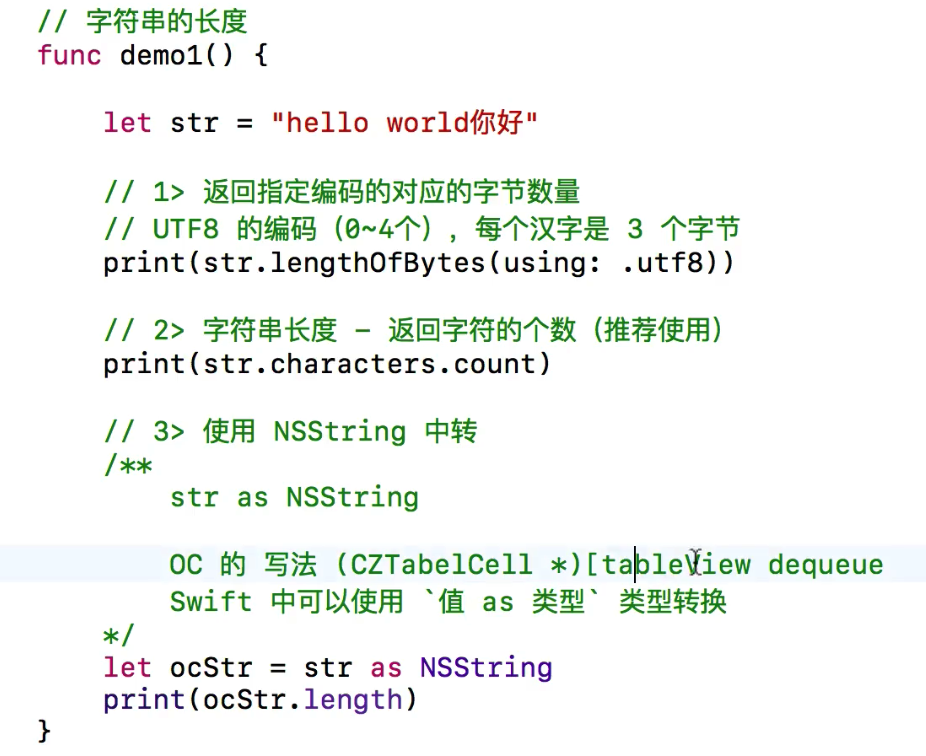 // 字符串的长度
func demo1() {
let str = "hello world你好"
// 1> 返回指定编码的对应的字节数量
// UTF8 的编码（0~4个），每个汉字是 3 个字节
print(str.lengthOfBytes(using: .utf8))
// 2> 字符串长度 – 返回字符的个数（推荐使用）
print(str.characters.count)
// 3> 使用 NSString 中转
/**
str as NSString
OC 的 写法 (CZTabelCell *)[tableView dequeue
Swift 中可以使用 `值 as 类型` 类型转换
*/
let ocStr = str as NSString
print(ocStr.length)
}